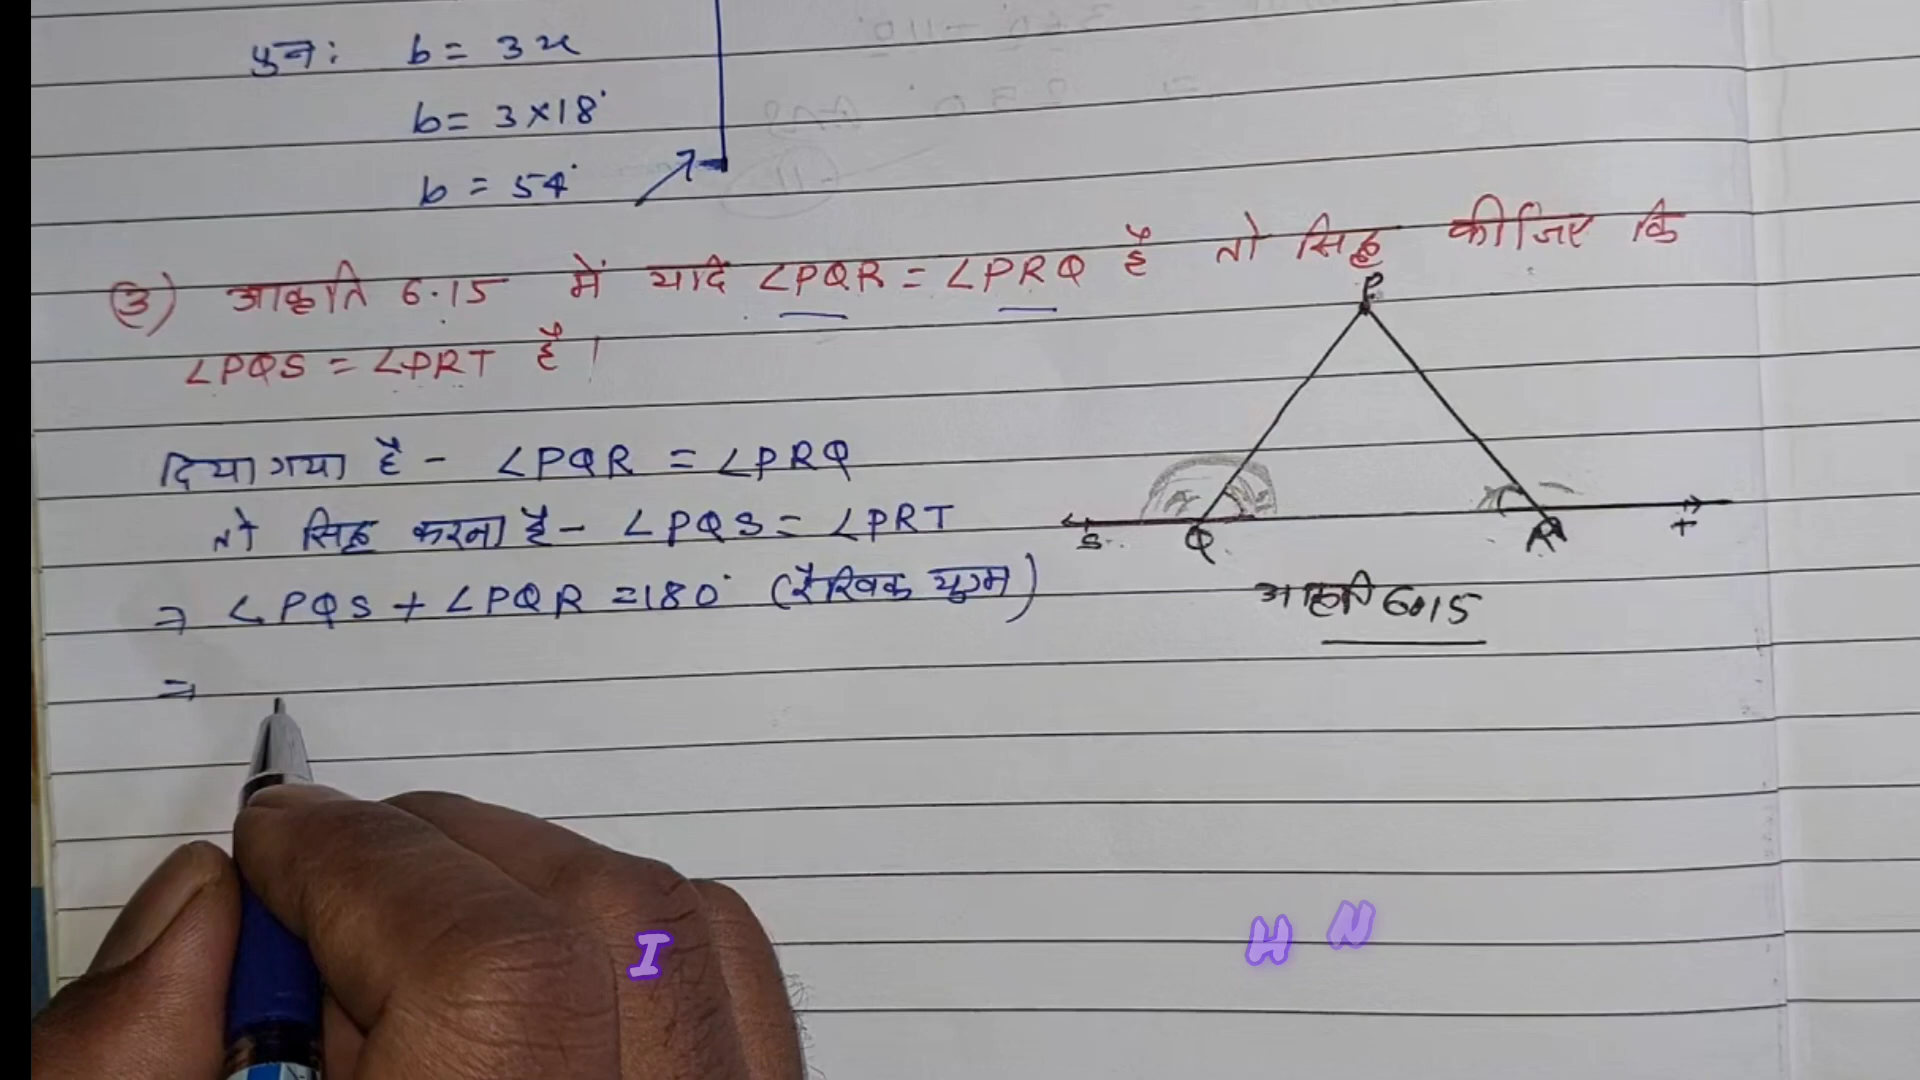 पुन: b = 3x
b = 3×18°
b = 54°
③) आकृति 6.15 में यदि ∠PQR = ∠PRQ है तो सिद्ध कीजिए कि
∠PQS = ∠PRT है।
दिया गया है - ∠PQR = ∠PRQ
तो सिद्ध करना है - ∠PQS = ∠PRT
⇒ ∠PQS + ∠PQR = 180° (रैखिक युग्म)
⇒
P
S Q R T
आकृति 6.15
I H N